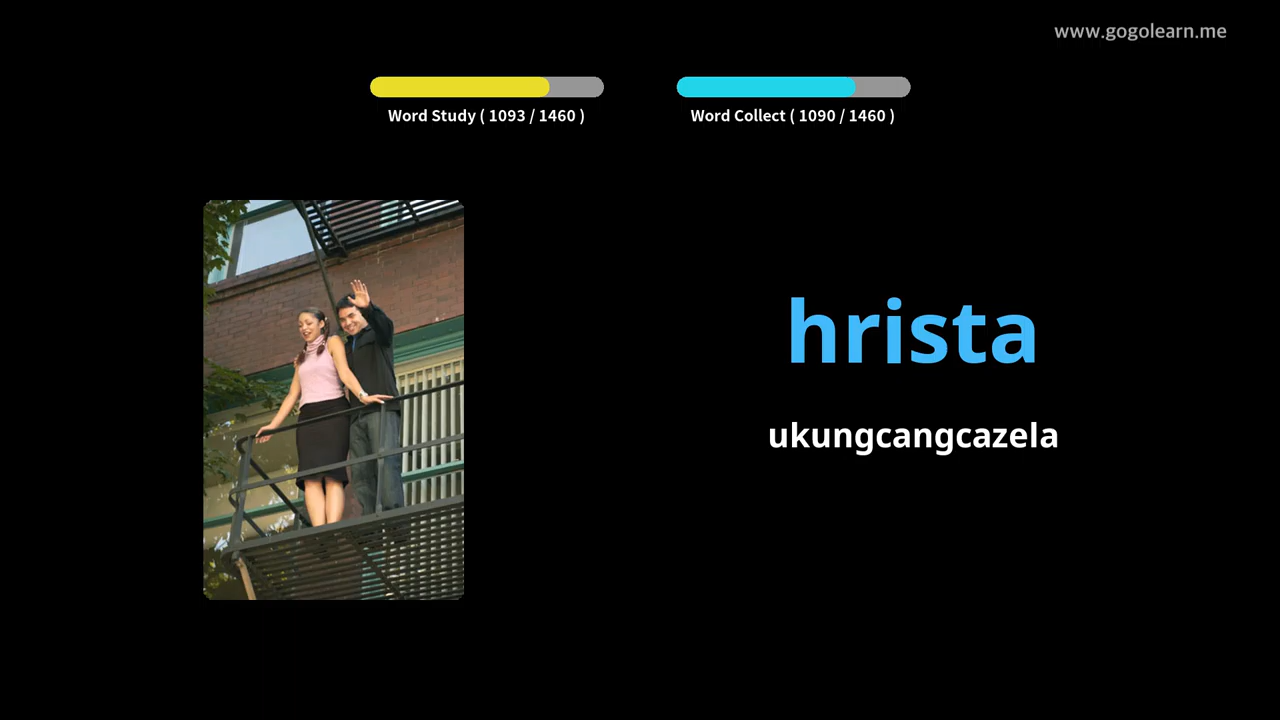 www.gogolearn.me
Word Study ( 1093 / 1460 )
Word Collect ( 1090 / 1460 )
hrista
ukungcangcazela